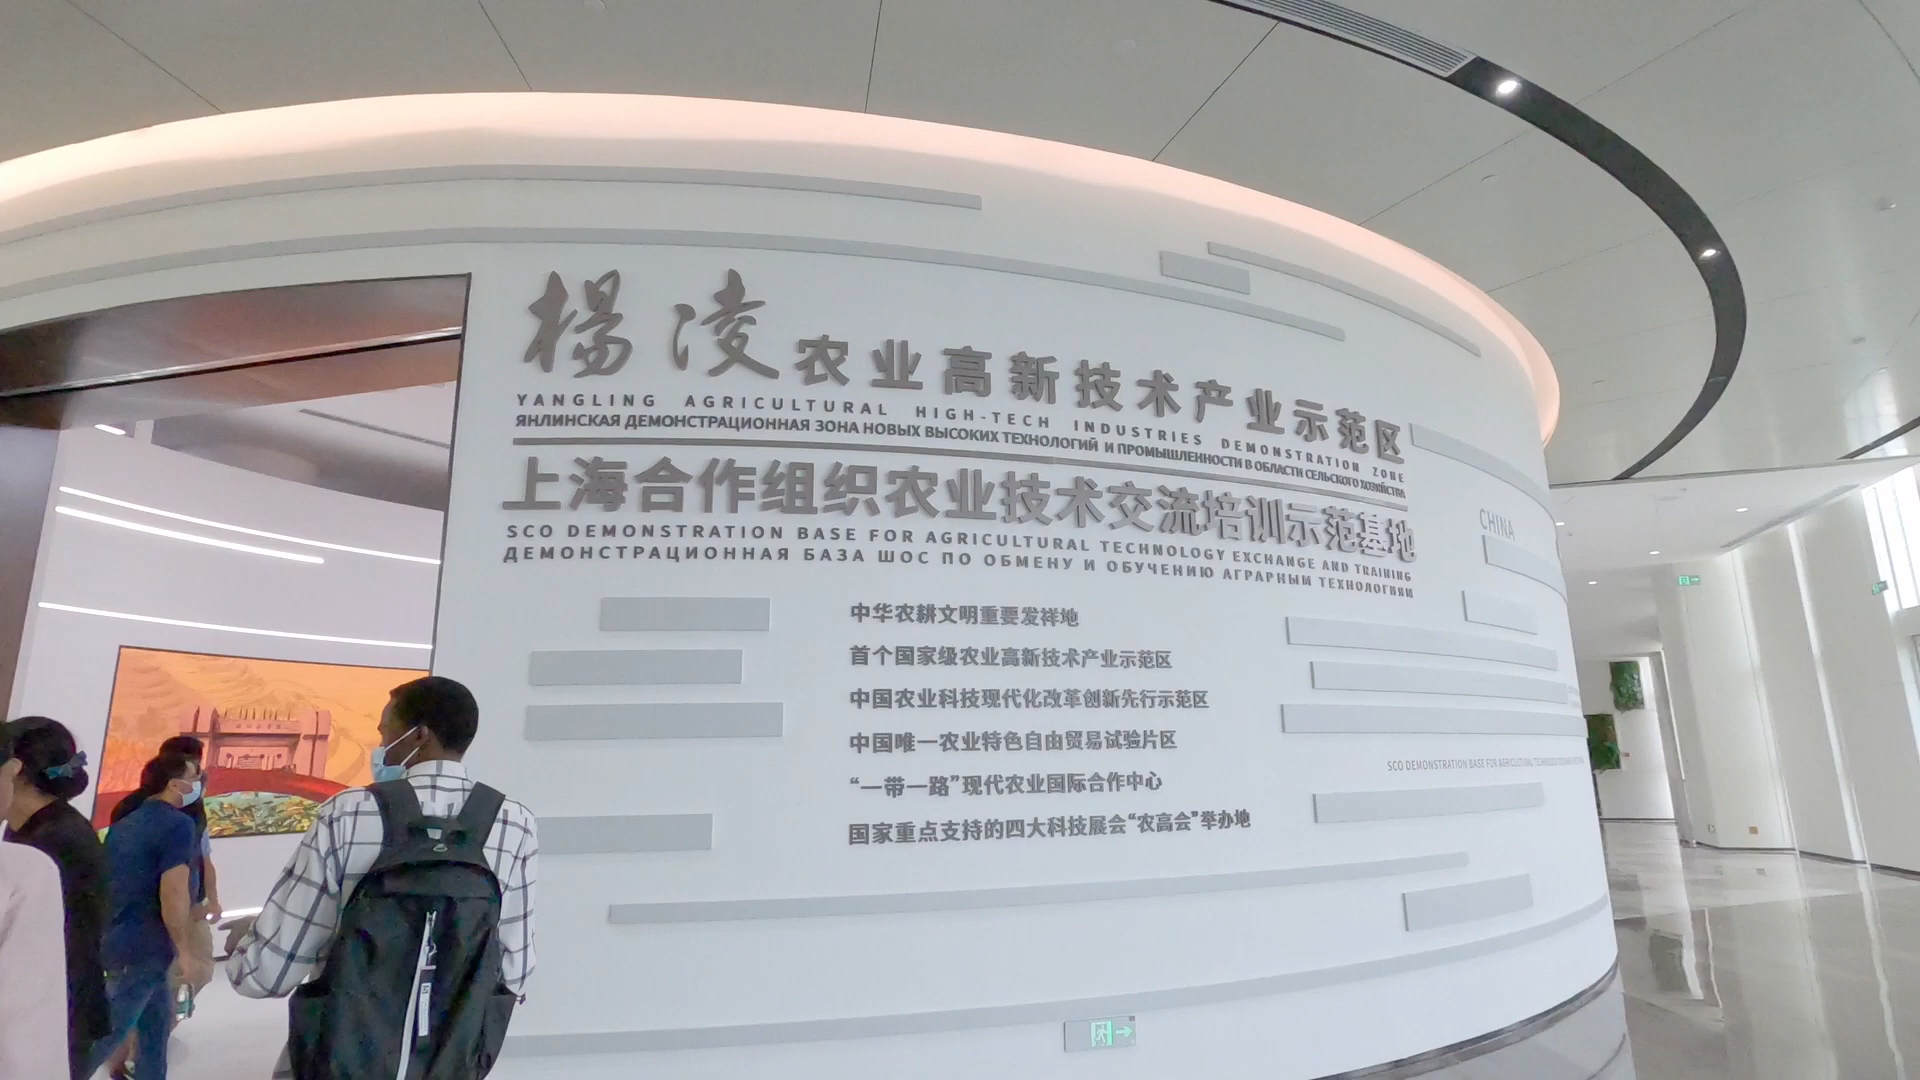 楊凌农业高新技术产业示范区
YANGLING AGRICULTURAL HIGH-TECH INDUSTRIES DEMONSTRATION ZONE
ЯНЛИНСКАЯ ДЕМОНСТРАЦИОННАЯ ЗОНА НОВЫХ ВЫСОКИХ ТЕХНОЛОГИЙ И ПРОМЫШЛЕННОСТИ В ОБЛАСТИ СЕЛЬСКОГО ХОЗЯЙСТВА
上海合作组织农业技术交流培训示范基地
SCO DEMONSTRATION BASE FOR AGRICULTURAL TECHNOLOGY EXCHANGE AND TRAINING
ДЕМОНСТРАЦИОННАЯ БАЗА ШОС ПО ОБМЕНУ И ОБУЧЕНИЮ АГРАРНЫМ ТЕХНОЛОГИЯМ
中华农耕文明重要发祥地
首个国家级农业高新技术产业示范区
中国农业科技现代化改革创新先行示范区
中国唯一农业特色自由贸易试验片区
“一带一路”现代农业国际合作中心
国家重点支持的四大科技展会“农高会”举办地
CHINA
SCO DEMONSTRATION BASE FOR AGRICULTURAL TECHNOLOGY